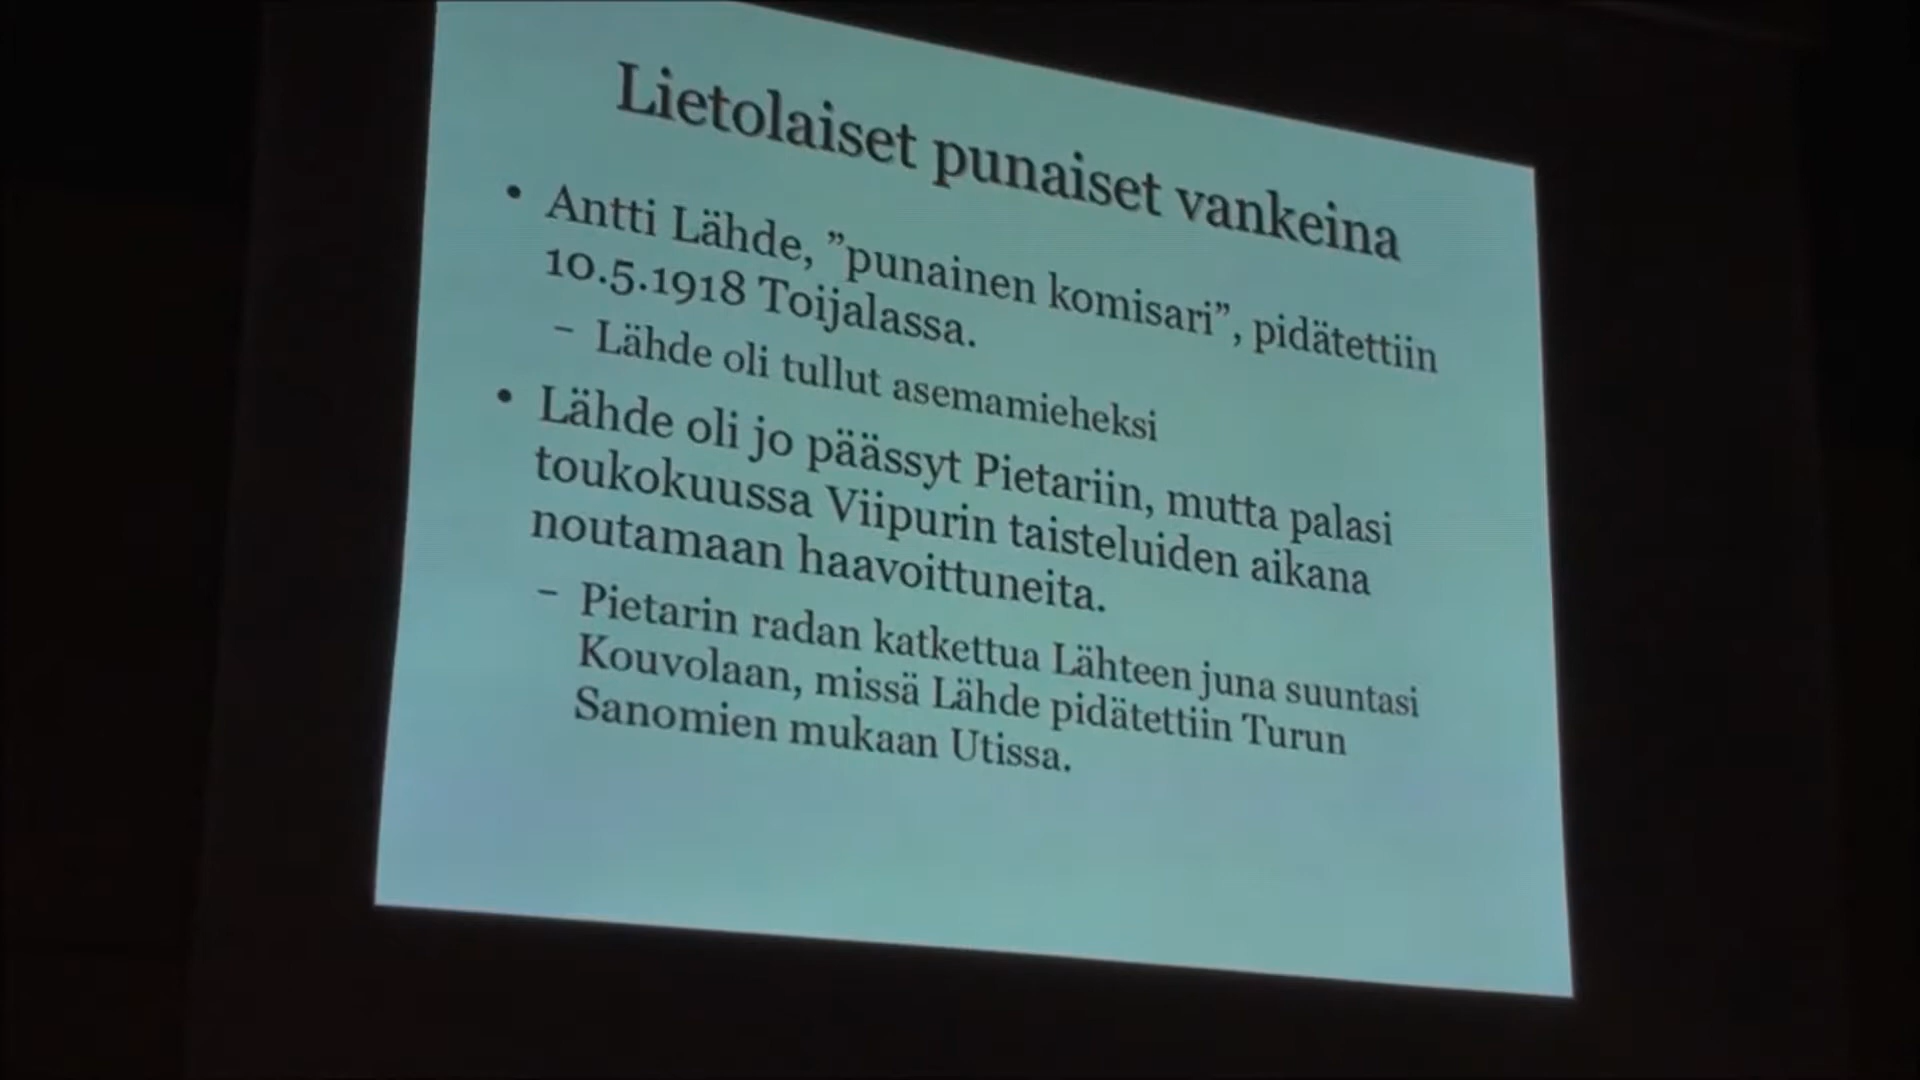 Lietolaiset punaiset vankeina
• Antti Lähde, ”punainen komisari”, pidätettiin
10.5.1918 Toijalassa.
– Lähde oli tullut asemamieheksi
• Lähde oli jo päässyt Pietariin, mutta palasi
toukokuussa Viipurin taisteluiden aikana
noutamaan haavoittuneita.
– Pietarin radan katkettua Lähteen juna suuntasi
Kouvolaan, missä Lähde pidätettiin Turun
Sanomien mukaan Utissa.